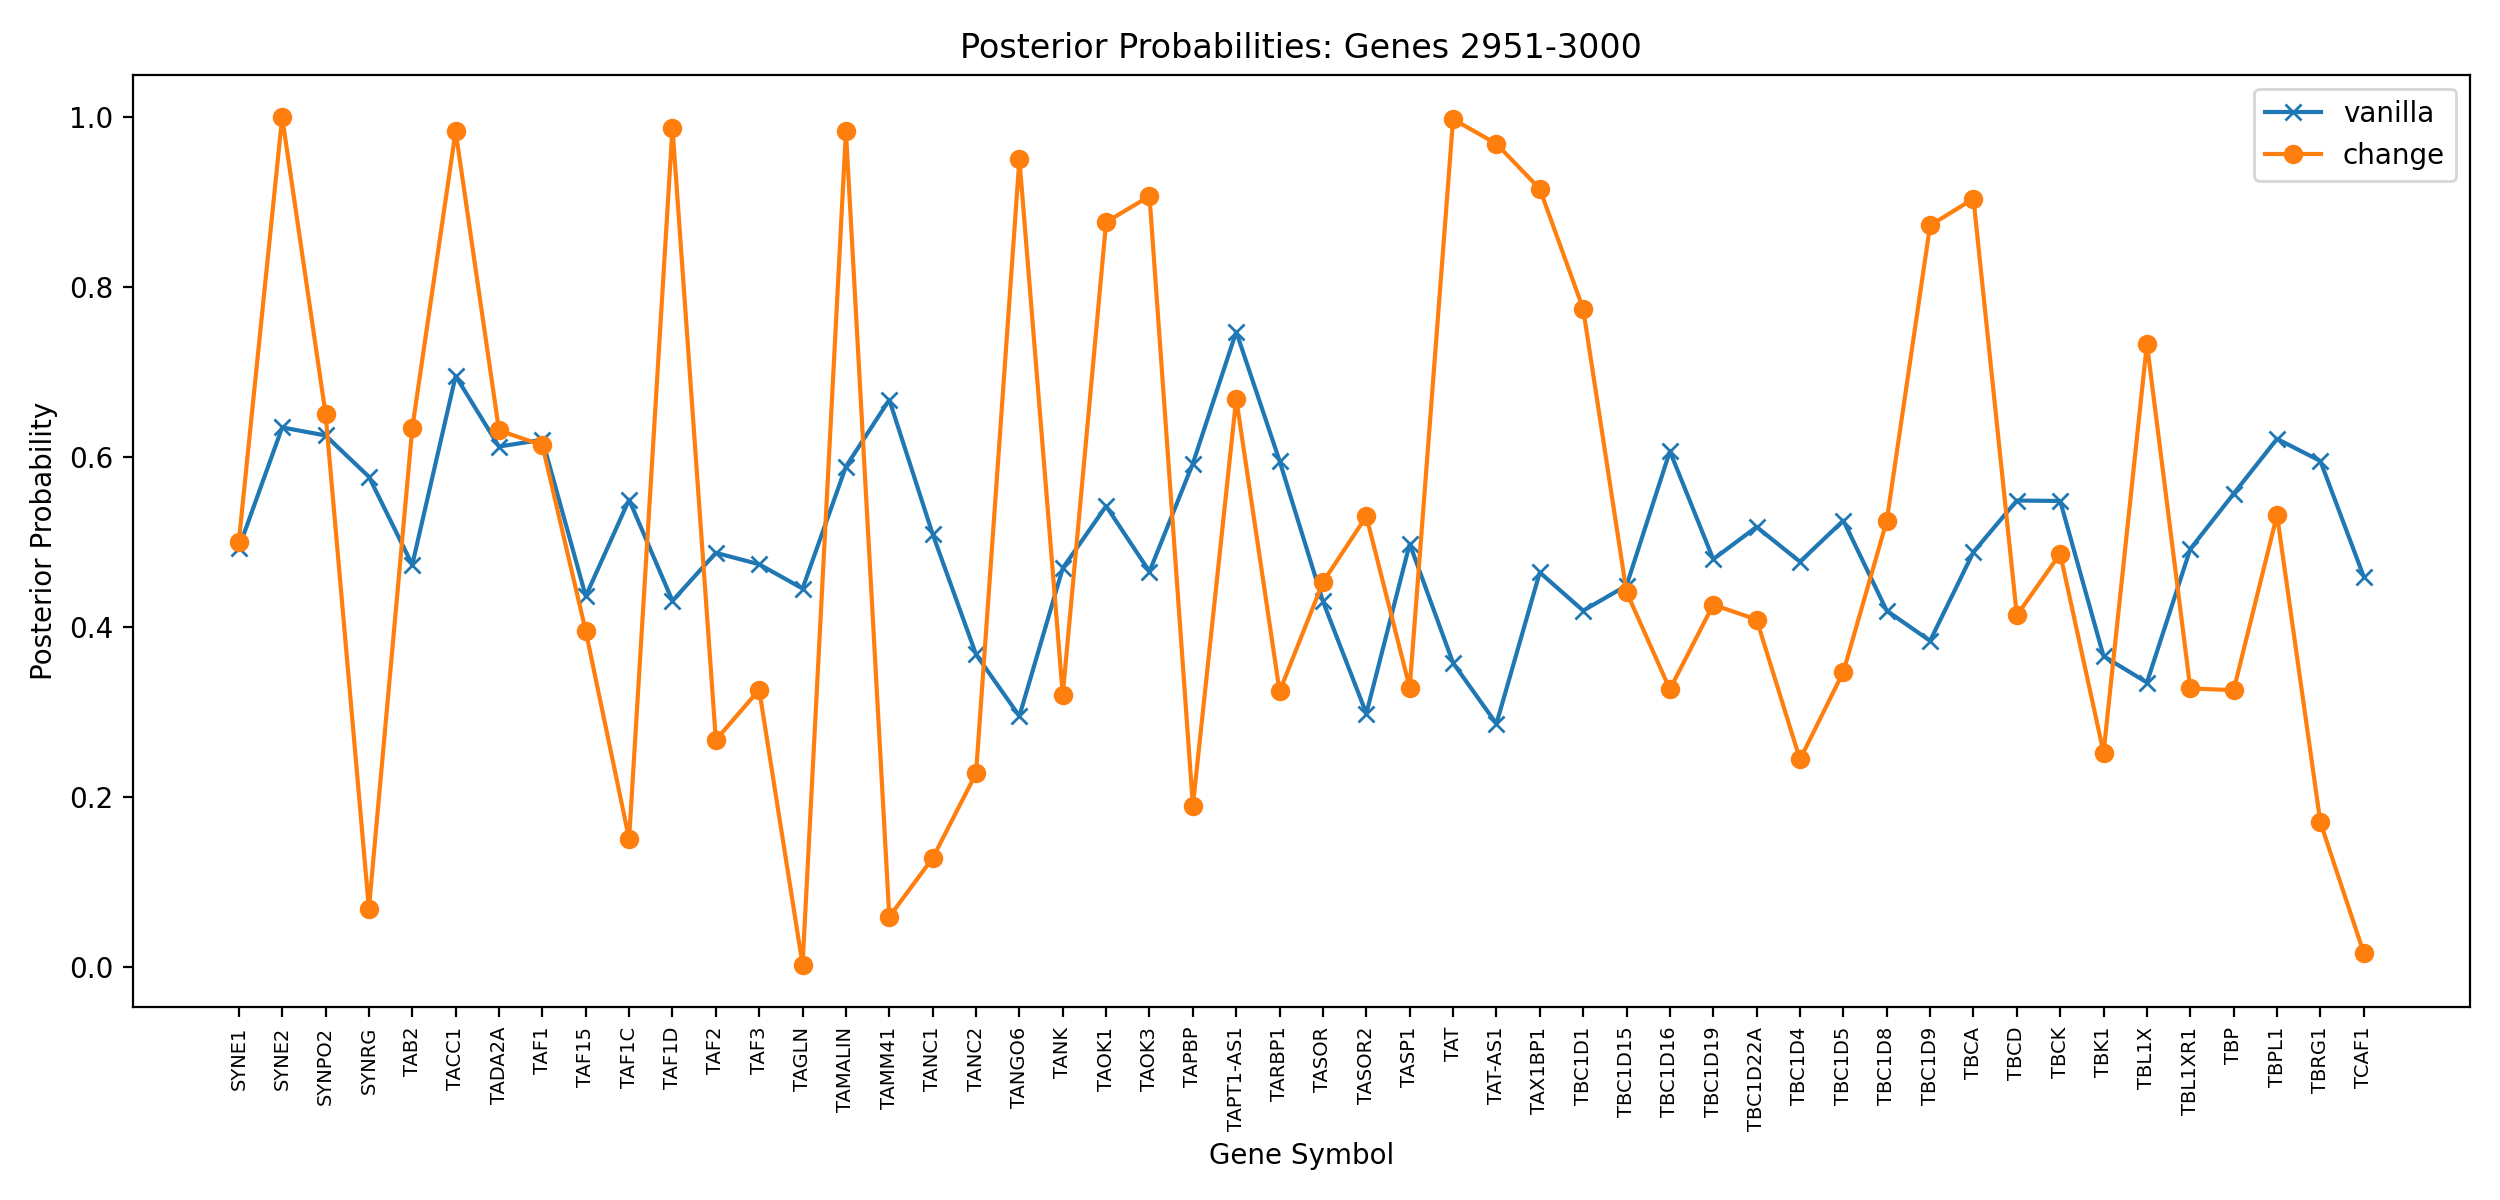 Posterior Probabilities: Genes 2951-3000
vanilla
change
Posterior Probability
1.0
0.8
0.6
0.4
0.2
0.0
SYNE1
SYNE2
SYNPO2
SYNRG
TAB2
TACC1
TADA2A
TAF1
TAF15
TAF1C
TAF1D
TAF2
TAF3
TAGLN
TAMALIN
TAMM41
TANC1
TANC2
TANGO6
TANK
TAOK1
TAOK3
TAPBP
TAPT1-AS1
TARBP1
TASOR
TASOR2
TASP1
TAT
TAT-AS1
TAX1BP1
TBC1D1
TBC1D15
TBC1D16
TBC1D19
TBC1D22A
TBC1D4
TBC1D5
TBC1D8
TBC1D9
TBCA
TBCD
TBCK
TBK1
TBL1X
TBL1XR1
TBP
TBPL1
TBRG1
TCAF1
Gene Symbol